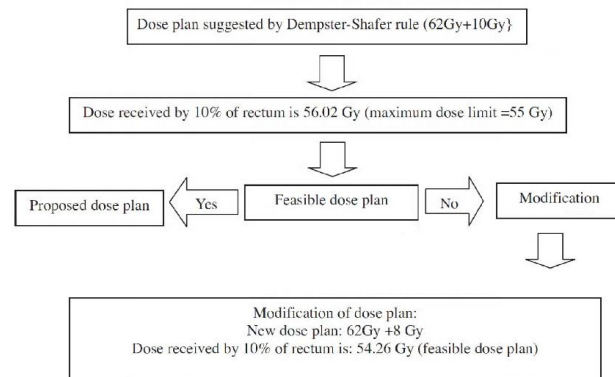 Dose plan suggested by Dempster-Shafer rule (62Gy+10Gy}
Dose received by 10% of rectum is 56.02 Gy (maximum dose limit =55 Gy)
Proposed dose plan
Yes
Feasible dose plan
No
Modification
Modification of dose plan:
New dose plan: 62Gy +8 Gy
Dose received by 10% of rectum is: 54.26 Gy (feasible dose plan)